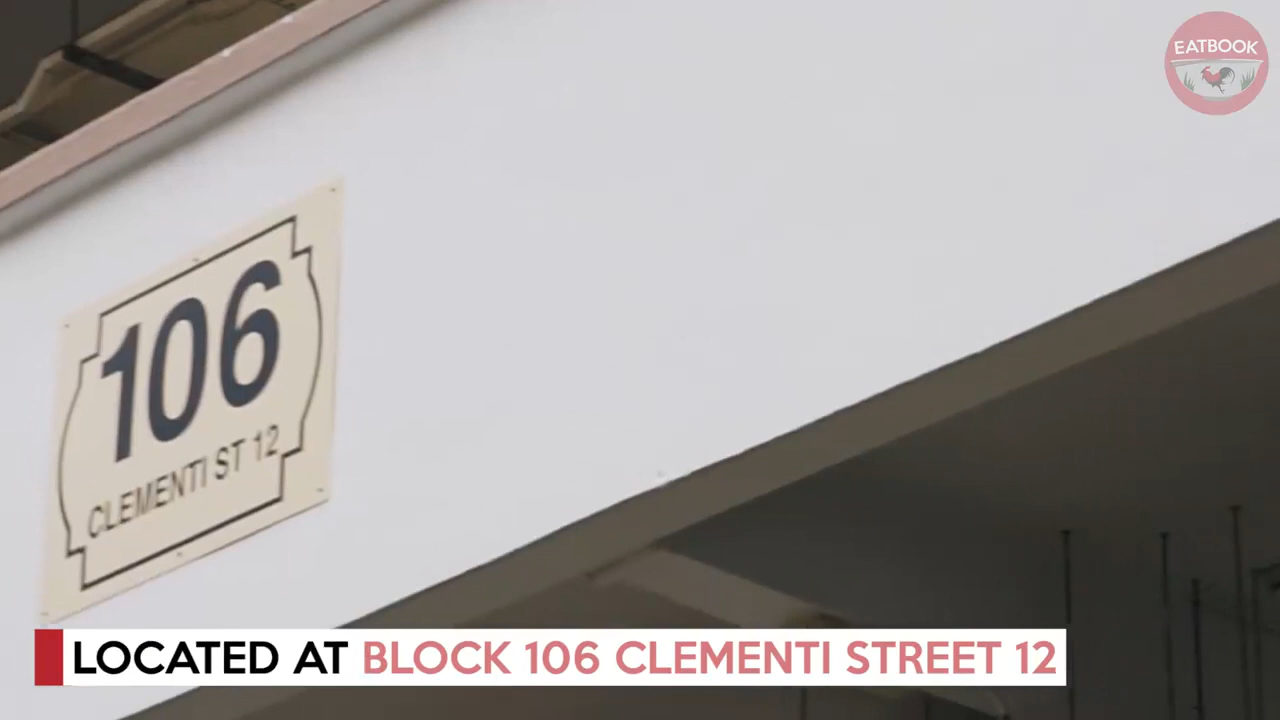 EATBOOK
106
CLEMENTI ST 12
LOCATED AT BLOCK 106 CLEMENTI STREET 12